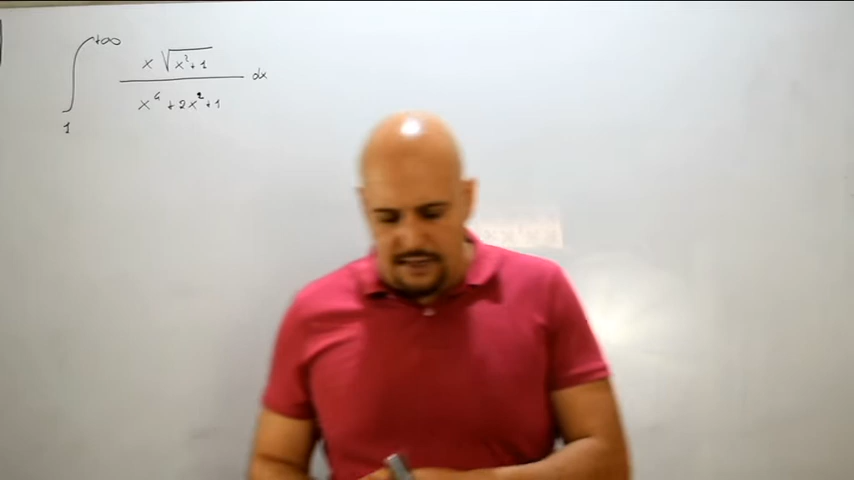 ∫₁^{+∞} x √(x²+1) / (x⁴ + 2x² + 1) dx